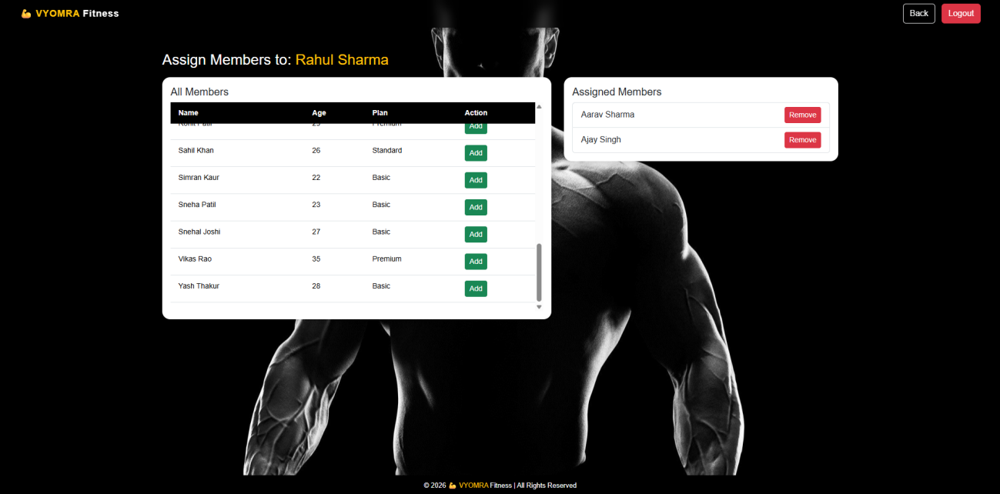 💪 VYOMRA Fitness
Back
Logout
Assign Members to: Rahul Sharma
All Members
Name Age Plan Action
Rohit Patil 29 Premium Add
Sahil Khan 26 Standard Add
Simran Kaur 22 Basic Add
Sneha Patil 23 Basic Add
Snehal Joshi 27 Basic Add
Vikas Rao 35 Premium Add
Yash Thakur 28 Basic Add
Assigned Members
Aarav Sharma Remove
Ajay Singh Remove
© 2026 💪 VYOMRA Fitness | All Rights Reserved